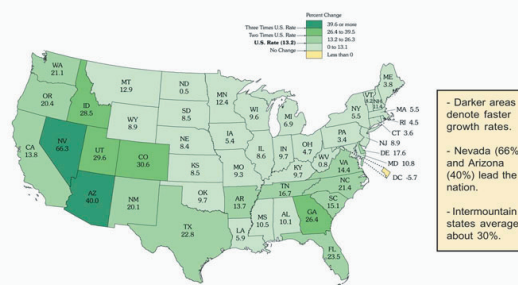 Percent Change
Three Times U.S. Rate
39.6 or more
Two Times U.S. Rate
26.4 to 39.5
U.S. Rate (13.2)
13.2 to 26.3
0 to 13.1
No Change
Less than 0
WA
21.1
OR
20.4
CA
13.8
NV
66.3
ID
28.5
MT
12.9
WY
8.9
UT
29.6
CO
30.6
AZ
40.0
NM
20.1
ND
0.5
SD
8.5
NE
8.4
KS
8.5
OK
9.7
TX
22.8
MN
12.4
IA
5.4
MO
9.3
AR
13.7
LA
5.9
WI
9.6
IL
8.6
MI
6.9
IN
9.7
OH
4.7
KY
9.7
TN
16.7
MS
10.5
AL
10.1
GA
26.4
FL
23.5
SC
15.1
NC
21.4
VA
14.4
WV
0.8
PA
3.4
NY
5.5
VT
NH
ME
3.8
MA 5.5
RI 4.5
CT 3.6
NJ 8.9
DE 17.6
MD 10.8
DC -5.7
- Darker areas
denote faster
growth rates.
- Nevada (66%)
and Arizona
(40%) lead the
nation.
- Intermountain
states average
about 30%.